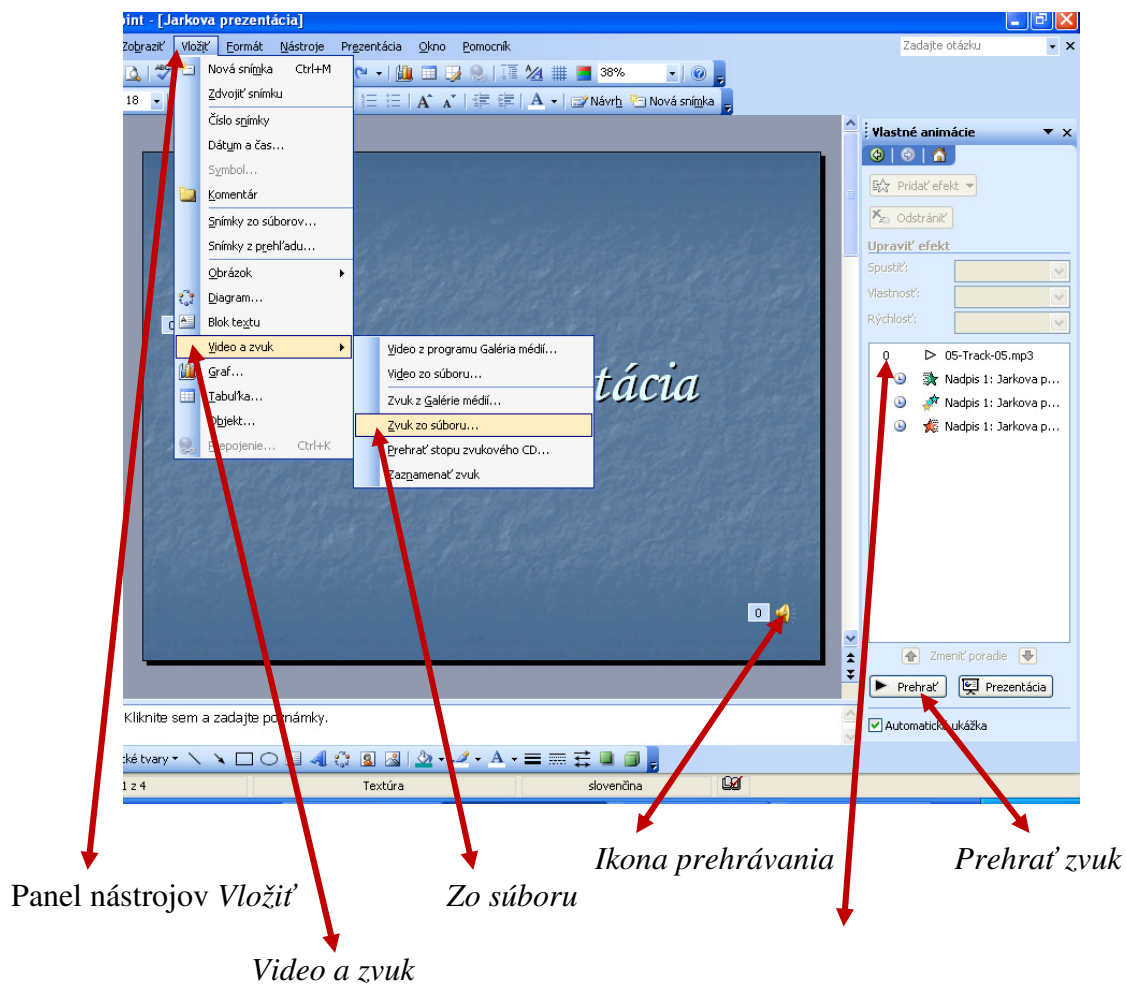 int - [Jarkova prezentácia]
Zobraziť Vložiť Formát Nástroje Prezentácia Okno Pomocník Zadajte otázku
38%
18 Návrh Nová snímka
Nová snímka Ctrl+M
Zdvojiť snímku
Číslo snímky
Dátum a čas...
Symbol...
Komentár
Snímky zo súborov...
Snímky z prehľadu...
Obrázok
Diagram...
Blok textu
Video a zvuk
Graf...
Tabuľka...
Objekt...
Prepojenie... Ctrl+K
Video z programu Galéria médií...
Video zo súboru...
Zvuk z Galérie médií...
Zvuk zo súboru...
Prehrať stopu zvukového CD...
Zaznamenať zvuk
tácia
0
Vlastné animácie
Pridať efekt
Odstrániť
Upraviť efekt
Spustiť:
Vlastnosť:
Rýchlosť:
0 05-Track-05.mp3
Nadpis 1: Jarkova p...
Nadpis 1: Jarkova p...
Nadpis 1: Jarkova p...
Zmeniť poradie
Prehrať Prezentácia
Automatická ukážka
Kliknite sem a zadajte poznámky.
ické tvary
1 z 4 Textúra slovenčina
Ikona prehrávania Prehrať zvuk
Panel nástrojov Vložiť Zo súboru
Video a zvuk